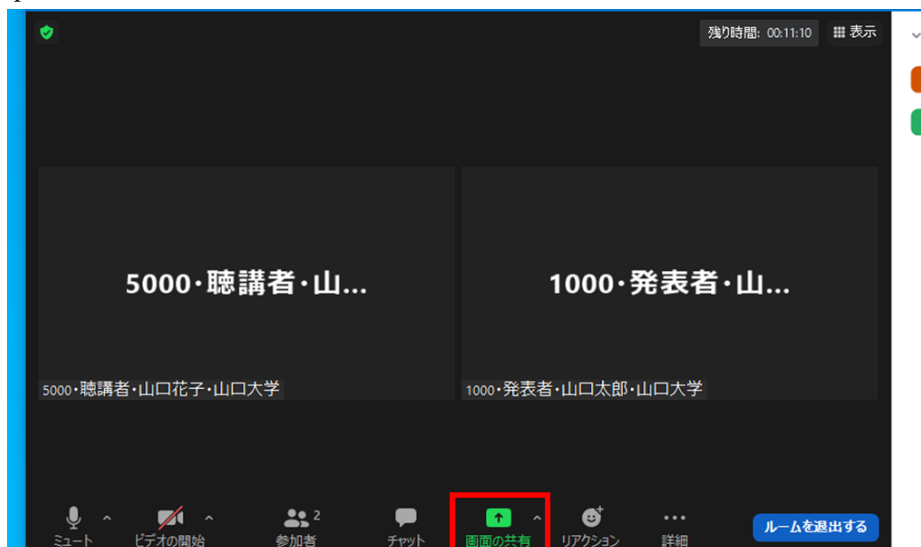 残り時間: 00:11:10 表示
5000・聴講者・山... 1000・発表者・山...
5000・聴講者・山口花子・山口大学 1000・発表者・山口太郎・山口大学
2
ミュート ビデオの開始 参加者 チャット 画面の共有 リアクション 詳細 ルームを退出する